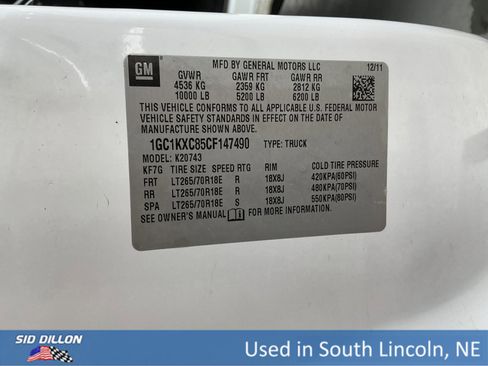 GM
MFD BY GENERAL MOTORS LLC 12/11
GVWR GAWR FRT GAWR RR
4536 KG 2359 KG 2812 KG
10000 LB 5200 LB 6200 LB
THIS VEHICLE CONFORMS TO ALL APPLICABLE U.S. FEDERAL MOTOR
VEHICLE SAFETY STANDARDS IN EFFECT ON THE DATE OF
MANUFACTURE SHOWN ABOVE.
1GC1KXC85CF147490 TYPE: TRUCK
MODEL: K20743
KF7G TIRE SIZE SPEED RTG RIM COLD TIRE PRESSURE
FRT LT265/70R18E R 18X8J 420KPA(60PSI)
RR LT265/70R18E R 18X8J 480KPA(70PSI)
SPA LT265/70R18E S 18X8J 550KPA(80PSI)
SEE OWNER'S MANUAL FOR MORE INFORMATION
SID DILLON
Used in South Lincoln, NE